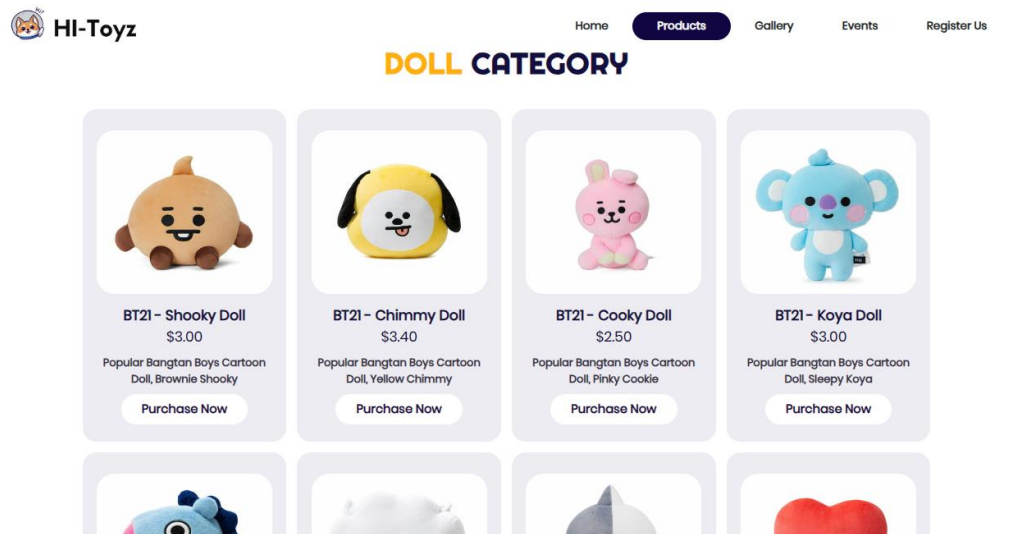 HI-Toyz
Home
Products
Gallery
Events
Register Us
DOLL CATEGORY
BT21 - Shooky Doll
$3.00
Popular Bangtan Boys Cartoon
Doll, Brownie Shooky
Purchase Now
BT21 - Chimmy Doll
$3.40
Popular Bangtan Boys Cartoon
Doll, Yellow Chimmy
Purchase Now
BT21 - Cooky Doll
$2.50
Popular Bangtan Boys Cartoon
Doll, Pinky Cookie
Purchase Now
BT21 - Koya Doll
$3.00
Popular Bangtan Boys Cartoon
Doll, Sleepy Koya
Purchase Now